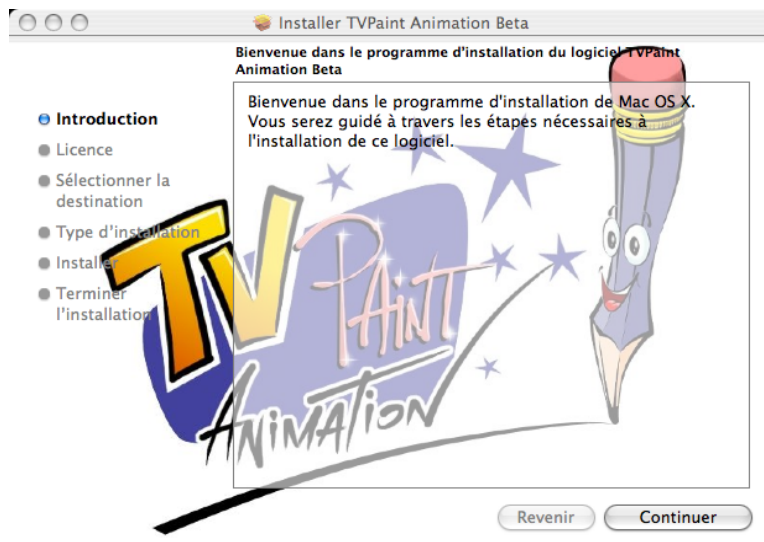 Installer TVPaint Animation Beta
Bienvenue dans le programme d'installation du logiciel TVPaint
Animation Beta
Introduction
Licence
Sélectionner la
destination
Type d'installation
Installer
Terminer
l'installation
Bienvenue dans le programme d'installation de Mac OS X.
Vous serez guidé à travers les étapes nécessaires à
l'installation de ce logiciel.
TV PAiNT
ANiMATiON
Revenir
Continuer